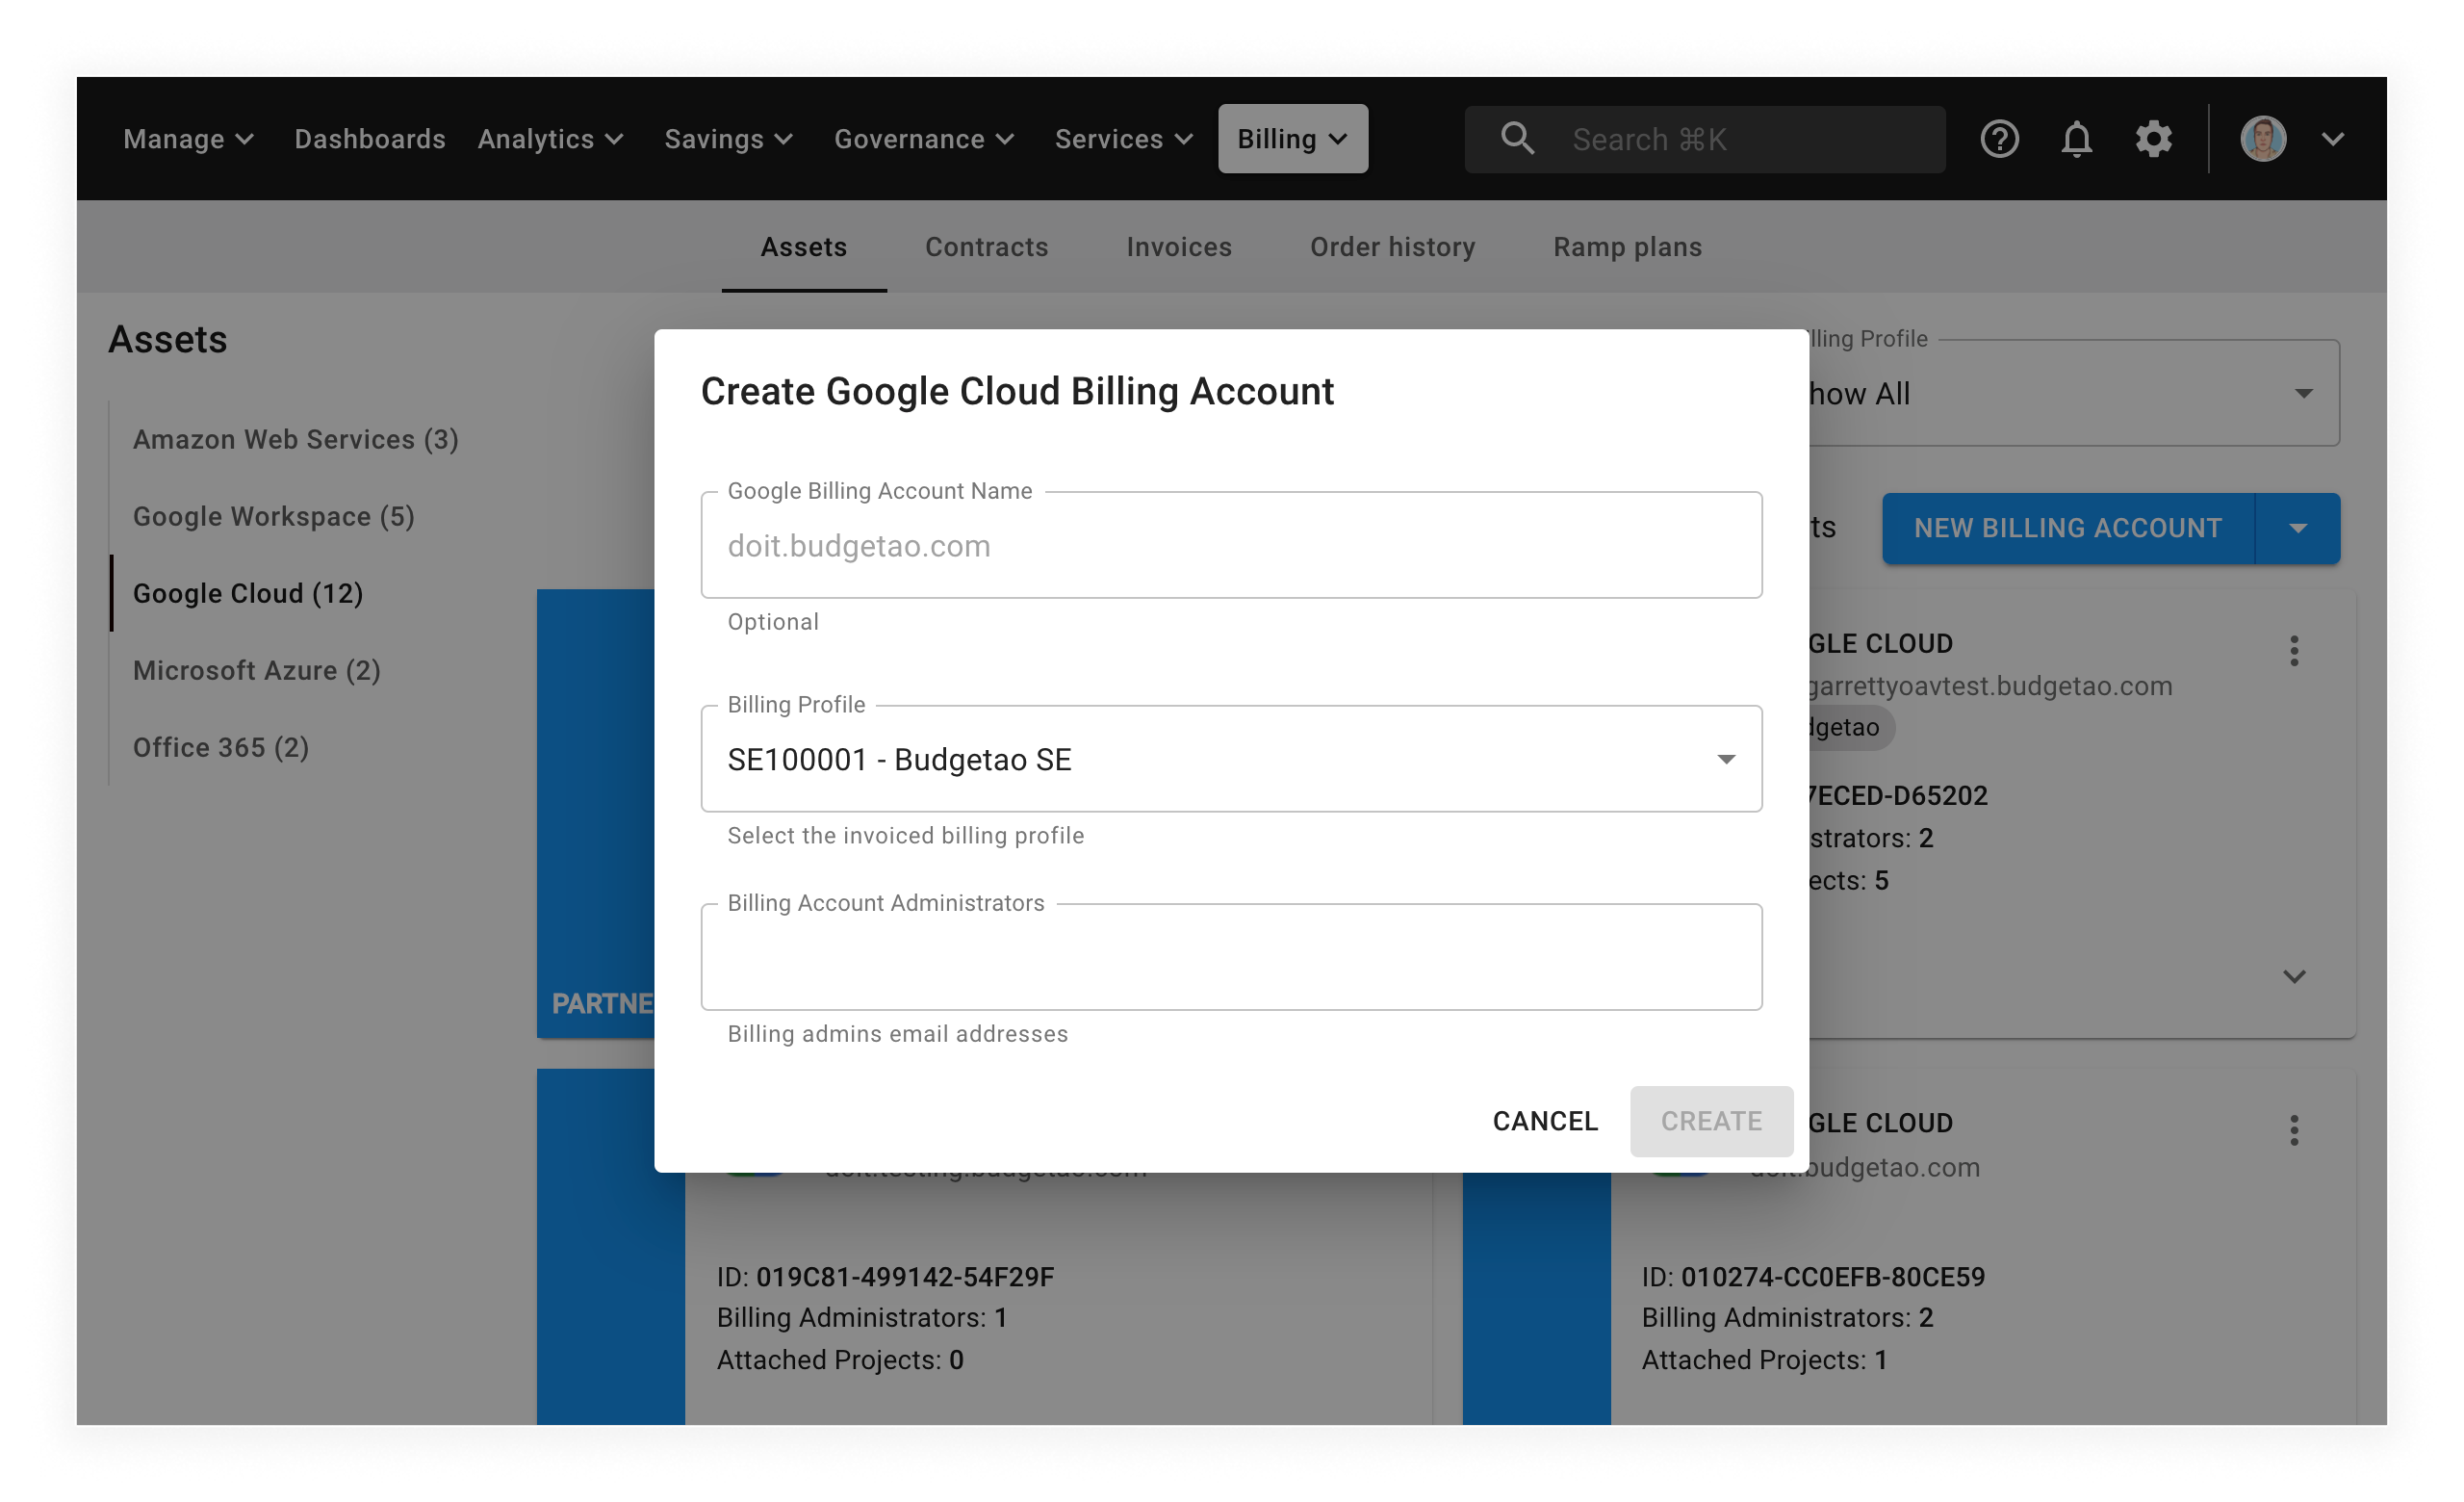 Manage Dashboards Analytics Savings Governance Services Billing Search ⌘K
Assets Contracts Invoices Order history Ramp plans
Assets
Amazon Web Services (3)
Google Workspace (5)
Google Cloud (12)
Microsoft Azure (2)
Office 365 (2)
lling Profile
how All
ts
NEW BILLING ACCOUNT
Create Google Cloud Billing Account
Google Billing Account Name
doit.budgetao.com
Optional
Billing Profile
SE100001 - Budgetao SE
Select the invoiced billing profile
Billing Account Administrators
Billing admins email addresses
CANCEL CREATE
PARTNE
GLE CLOUD
garrettyoavtest.budgetao.com
dgetao
7ECED-D65202
strators: 2
ects: 5
doit.testing.budgetao.com
ID: 019C81-499142-54F29F
Billing Administrators: 1
Attached Projects: 0
GLE CLOUD
doit.budgetao.com
ID: 010274-CC0EFB-80CE59
Billing Administrators: 2
Attached Projects: 1